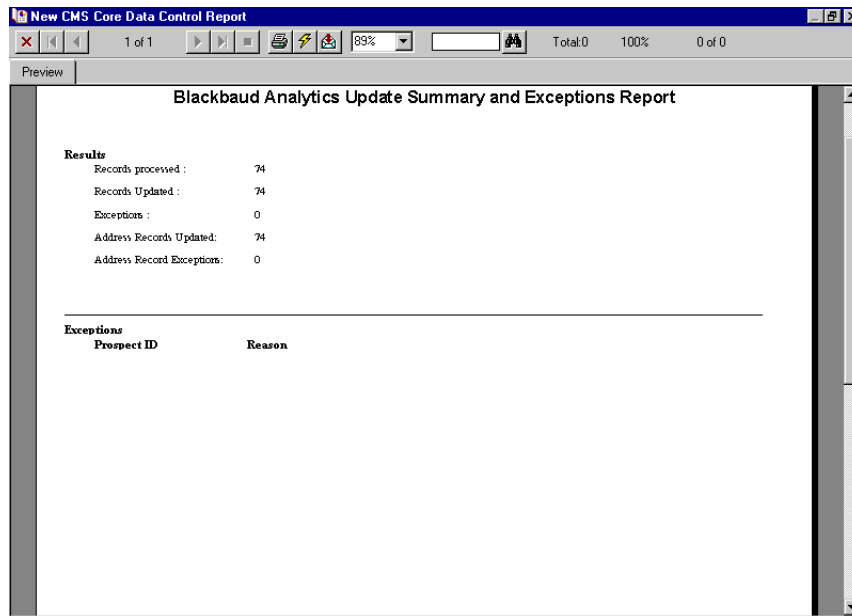 New CMS Core Data Control Report
1 of 1 89% Total:0 100% 0 of 0
Preview
Blackbaud Analytics Update Summary and Exceptions Report
Results
Records processed : 74
Records Updated : 74
Exceptions : 0
Address Records Updated: 74
Address Record Exceptions: 0
Exceptions
Prospect ID Reason